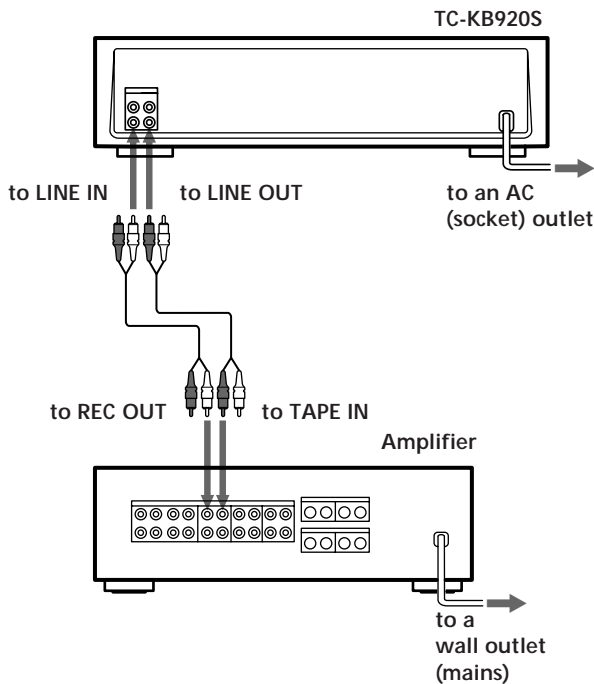 TC-KB920S
to LINE IN
to LINE OUT
to an AC
(socket) outlet
to REC OUT
to TAPE IN
Amplifier
to a
wall outlet
(mains)